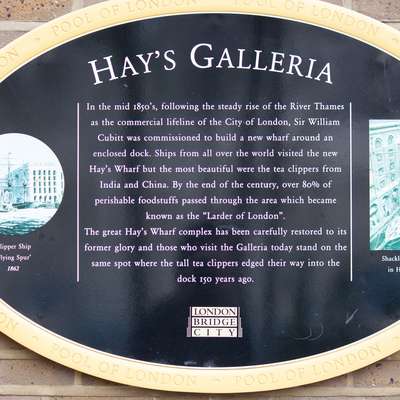 POOL OF LONDON
POOL OF LONDON
HAY'S GALLERIA
In the mid 1850's, following the steady rise of the River Thames
as the commercial lifeline of the City of London, Sir William
Cubitt was commissioned to build a new wharf around an
enclosed dock. Ships from all over the world visited the new
Hay's Wharf but the most beautiful were the tea clippers from
India and China. By the end of the century, over 80% of
perishable foodstuffs passed through the area which became
known as the "Larder of London".
The great Hay's Wharf complex has been carefully restored to its
former glory and those who visit the Galleria today stand on the
same spot where the tall tea clippers edged their way into the
dock 150 years ago.
lipper Ship
lying Spur'
1862
Shackl
in H
LONDON
BRIDGE
CITY
POOL OF LONDON
POOL OF LONDON